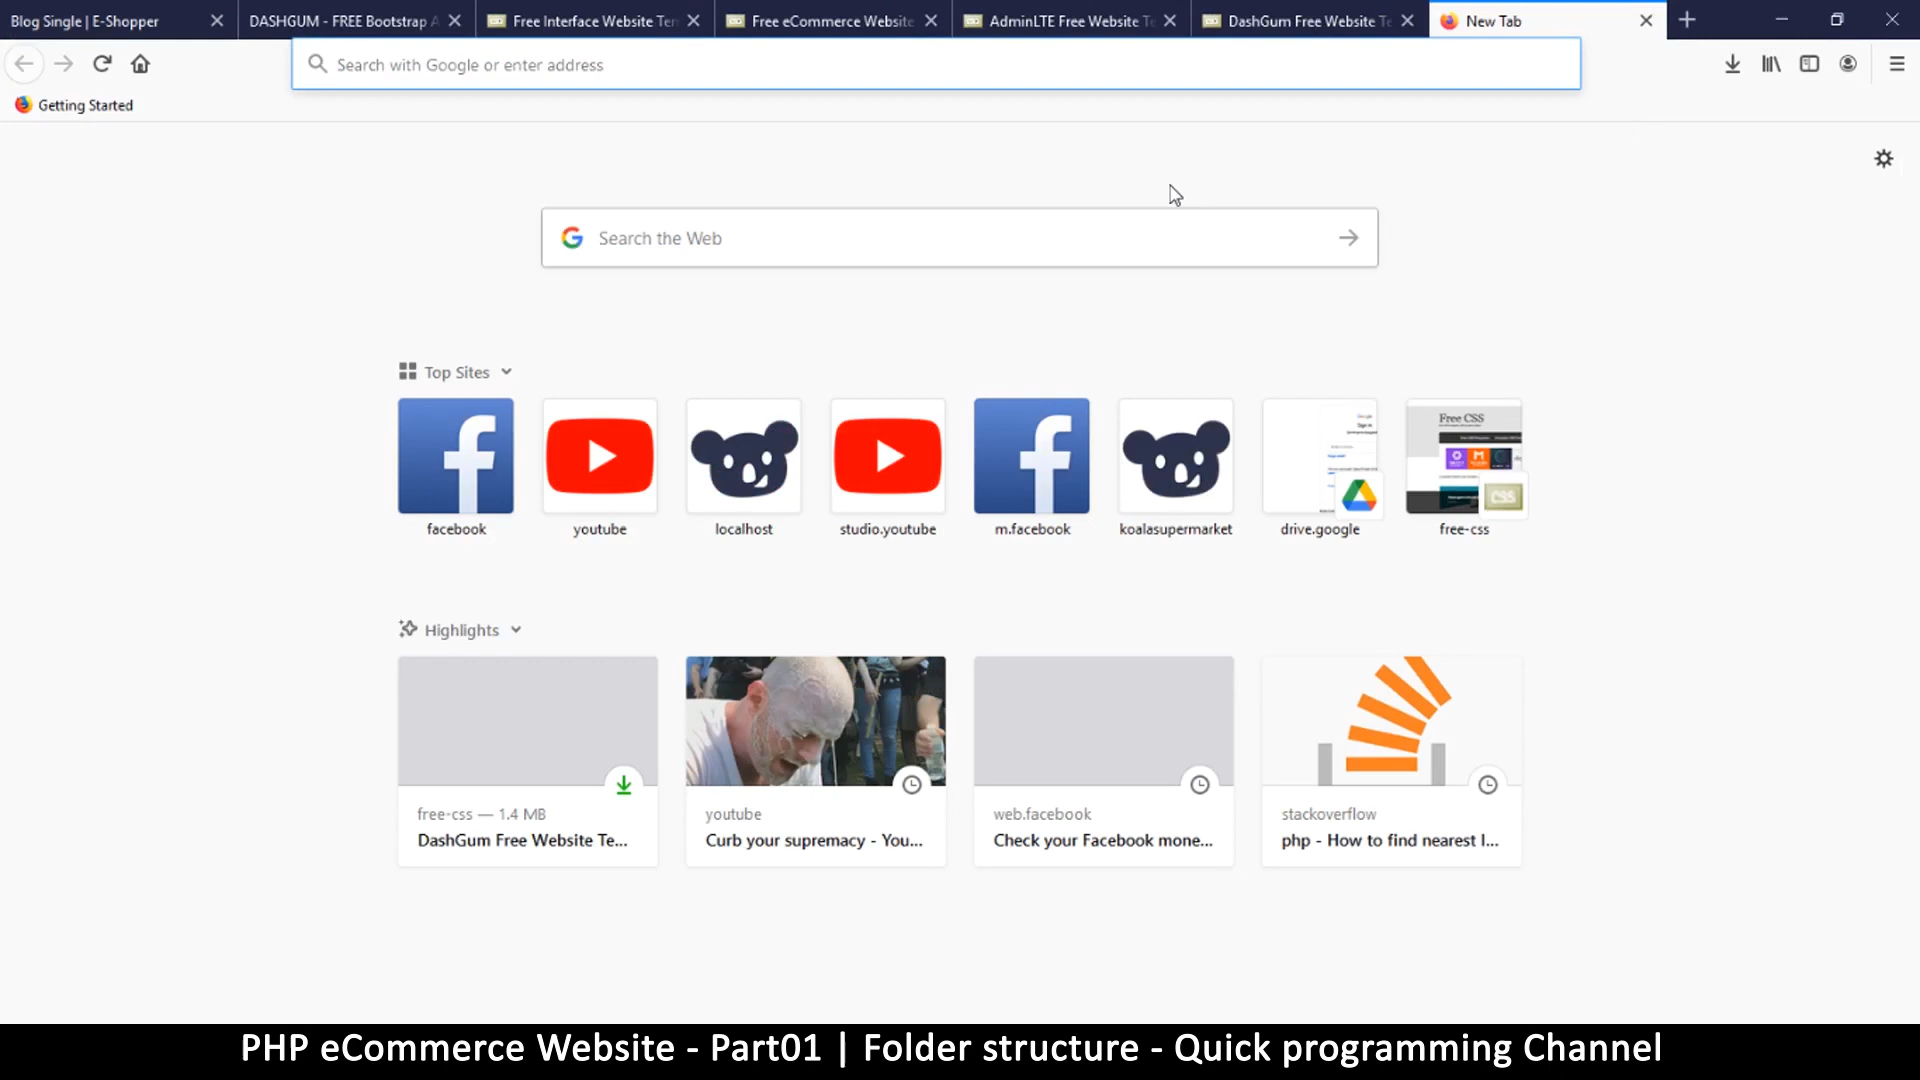 Blog Single | E-Shopper
DASHGUM - FREE Bootstrap A
Free Interface Website Tem
Free eCommerce Website
AdminLTE Free Website Te
DashGum Free Website Te
New Tab
Search with Google or enter address
Getting Started
Search the Web
Top Sites
facebook
youtube
localhost
studio.youtube
m.facebook
koalasupermarket
drive.google
Free CSS
CSS
free-css
Highlights
free-css — 1.4 MB
DashGum Free Website Te...
youtube
Curb your supremacy - You...
web.facebook
Check your Facebook mone...
stackoverflow
php - How to find nearest l...
PHP eCommerce Website - Part01 | Folder structure - Quick programming Channel